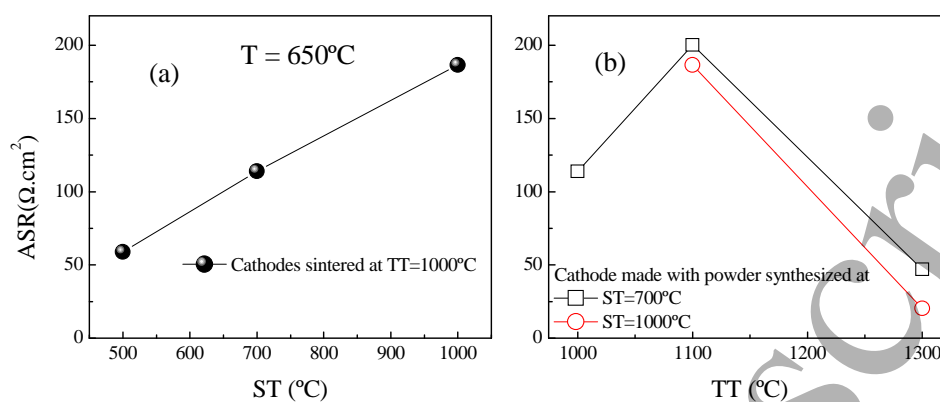 (a)
T = 650ºC
ASR(Ω.cm²)
200
150
100
50
0
Cathodes sintered at TT=1000ºC
500 600 700 800 900 1000
ST (ºC)
(b)
200
150
100
50
0
Cathode made with powder synthesized at
ST=700ºC
ST=1000ºC
1000 1100 1200 1300
TT (ºC)
scri